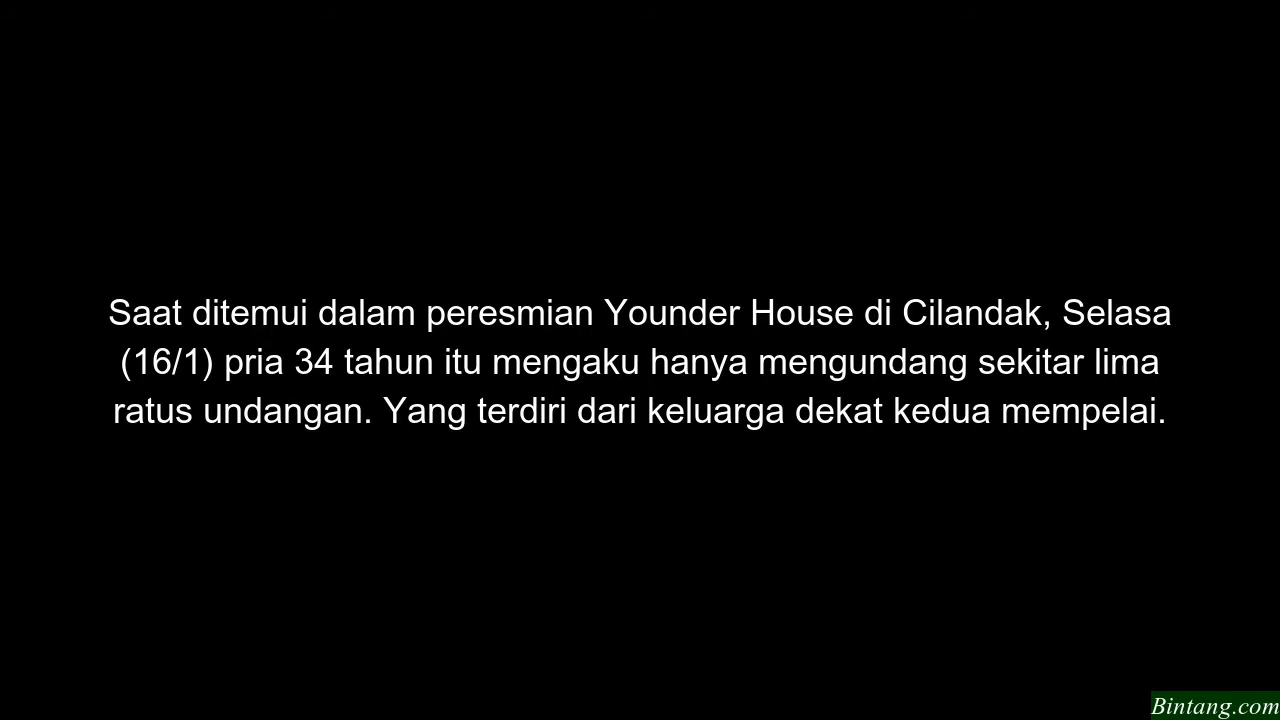 Saat ditemui dalam peresmian Younder House di Cilandak, Selasa
(16/1) pria 34 tahun itu mengaku hanya mengundang sekitar lima
ratus undangan. Yang terdiri dari keluarga dekat kedua mempelai.
Bintang.com